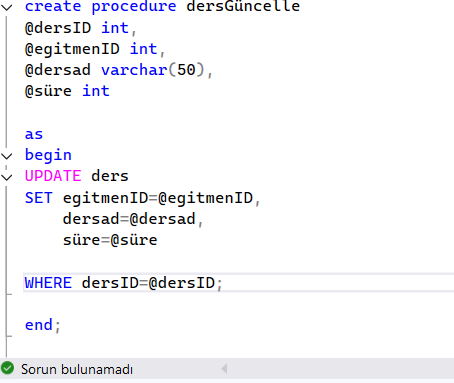 create procedure dersGüncelle
@dersID int,
@egitmenID int,
@dersad varchar(50),
@süre int
as
begin
UPDATE ders
SET egitmenID=@egitmenID,
dersad=@dersad,
süre=@süre
WHERE dersID=@dersID;
end;
Sorun bulunamadı